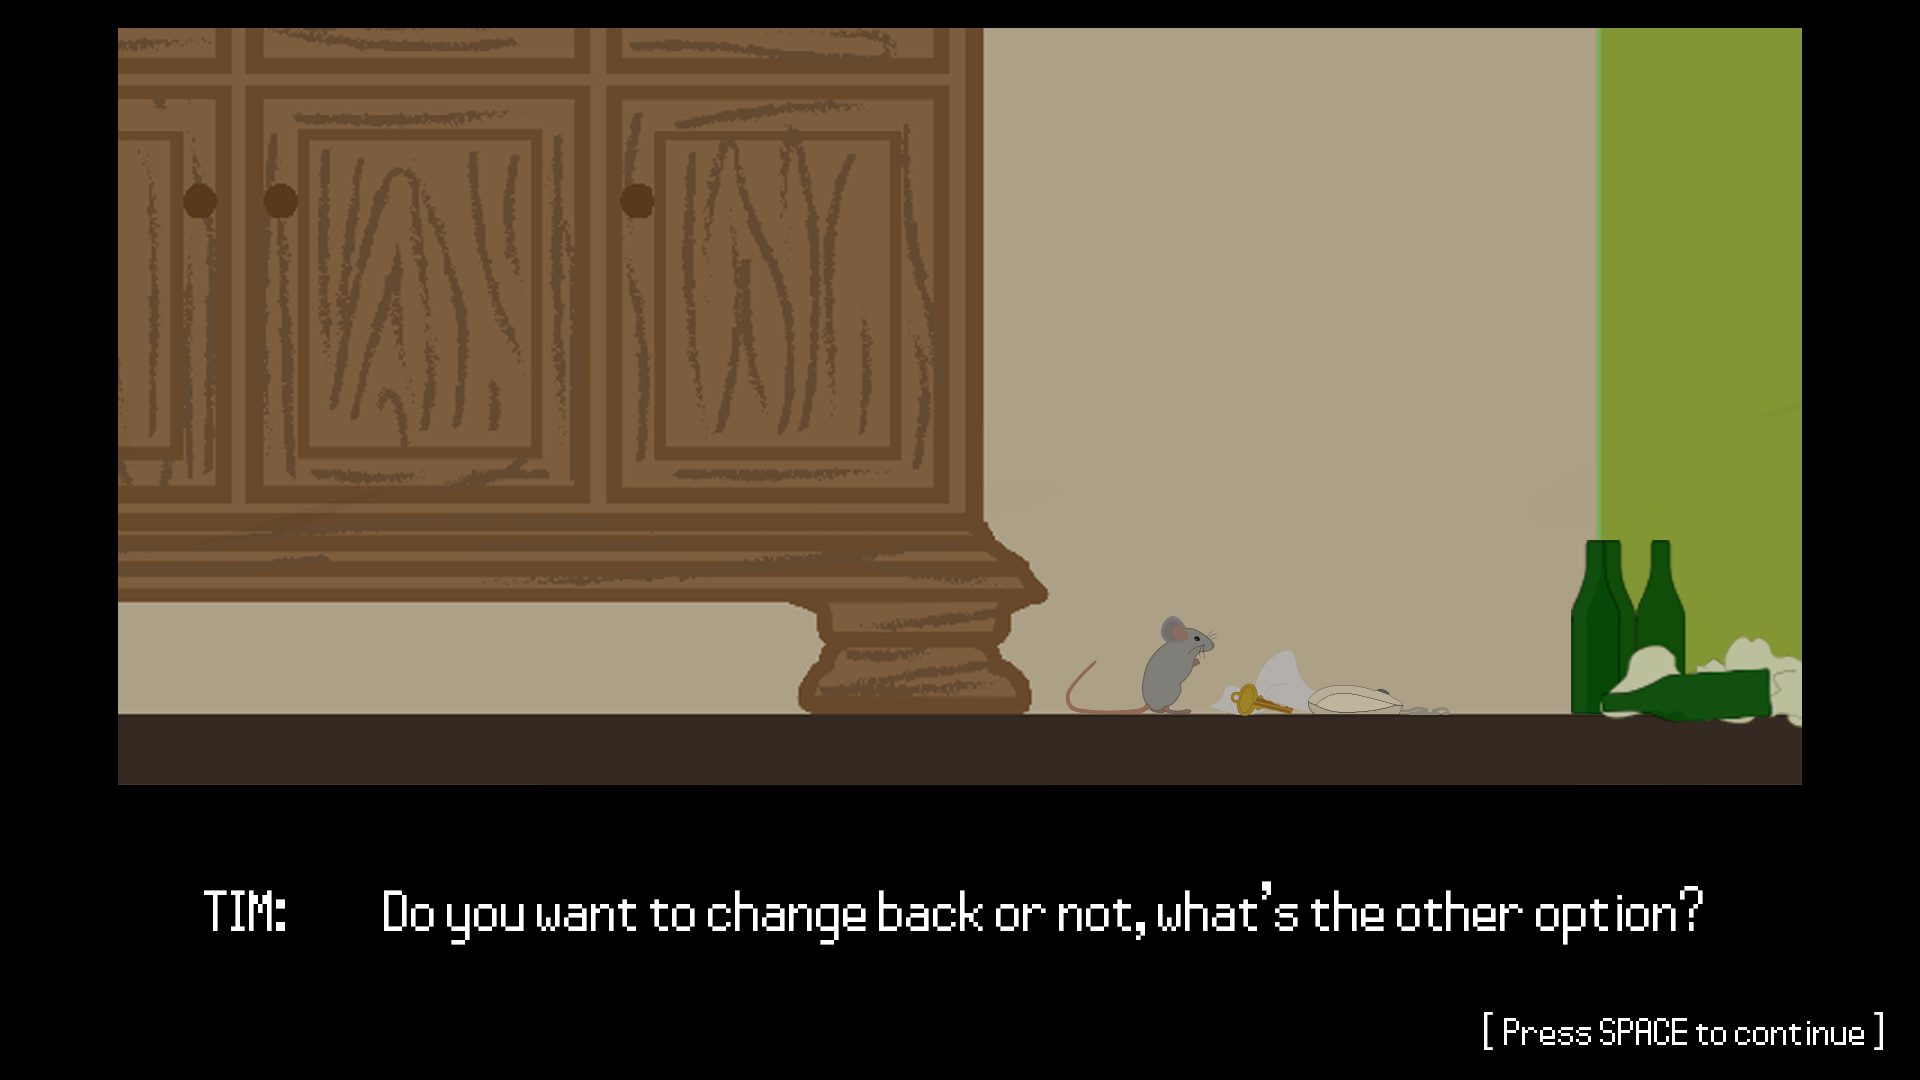 TIM: Do you want to change back or not, what's the other option?
[ Press SPACE to continue ]